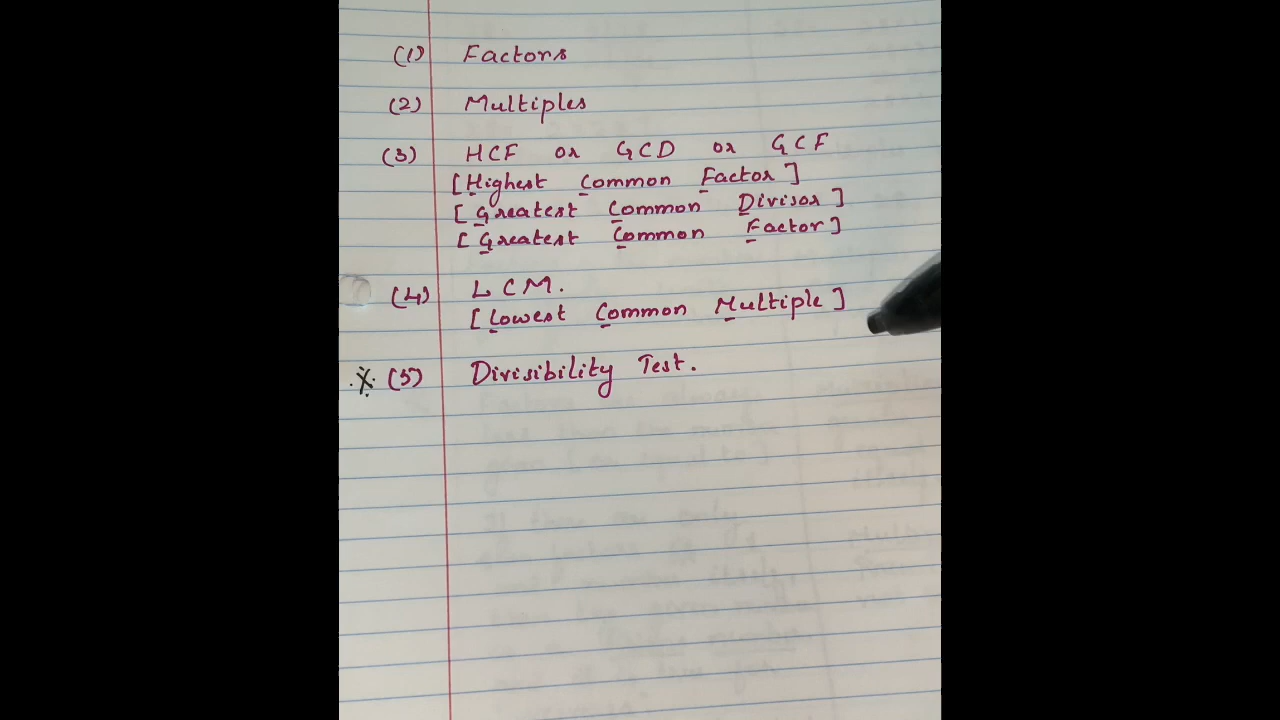 (1) Factors
(2) Multiples
(3) HCF or GCD or GCF
[Highest Common Factor]
[Greatest Common Divisor]
[Greatest Common Factor]
(4) LCM.
[Lowest Common Multiple]
(5) Divisibility Test.